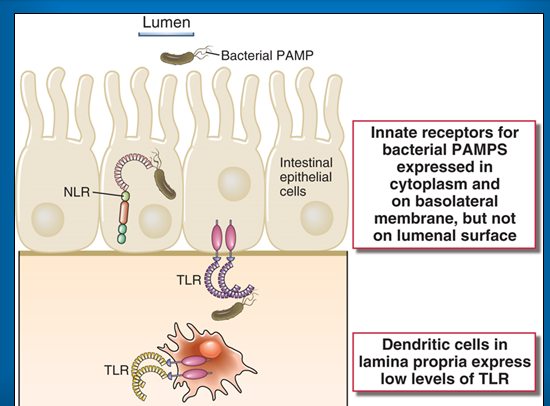 Lumen
Bacterial PAMP
Intestinal
epithelial
cells
NLR
TLR
TLR
Innate receptors for
bacterial PAMPS
expressed in
cytoplasm and
on basolateral
membrane, but not
on lumenal surface
Dendritic cells in
lamina propria express
low levels of TLR